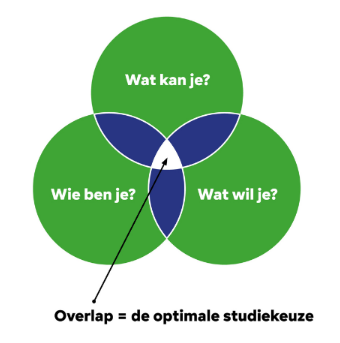 Wat kan je?
Wie ben je?
Wat wil je?
Overlap = de optimale studiekeuze